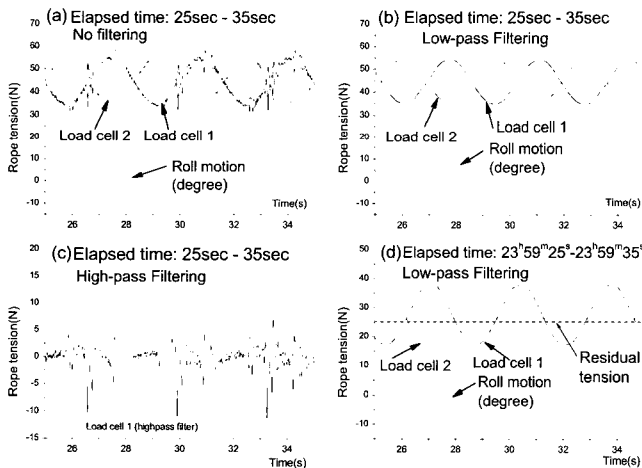 (a) Elapsed time: 25sec - 35sec
No filtering
Rope tension(N)
70
60
50
40
30
20
10
0
-10
Load cell 2
Load cell 1
Roll motion
(degree)
Time(s)
26 28 30 32 34
(b) Elapsed time: 25sec - 35sec
Low-pass Filtering
Rope tension(N)
70
60
50
40
30
20
10
0
-10
Load cell 2
Load cell 1
Roll motion
(degree)
Time(s)
26 28 30 32 34
(c) Elapsed time: 25sec - 35sec
High-pass Filtering
Rope tension(N)
20
15
10
5
0
-5
-10
-15
Load cell 1 (highpass filter)
Time(s)
26 28 30 32 34
(d) Elapsed time: 23h59m25s-23h59m35s
Low-pass Filtering
Rope tension(N)
50
40
30
20
10
0
-10
Load cell 2
Load cell 1
Roll motion
(degree)
Residual
tension
Time(s)
26 28 30 32 34